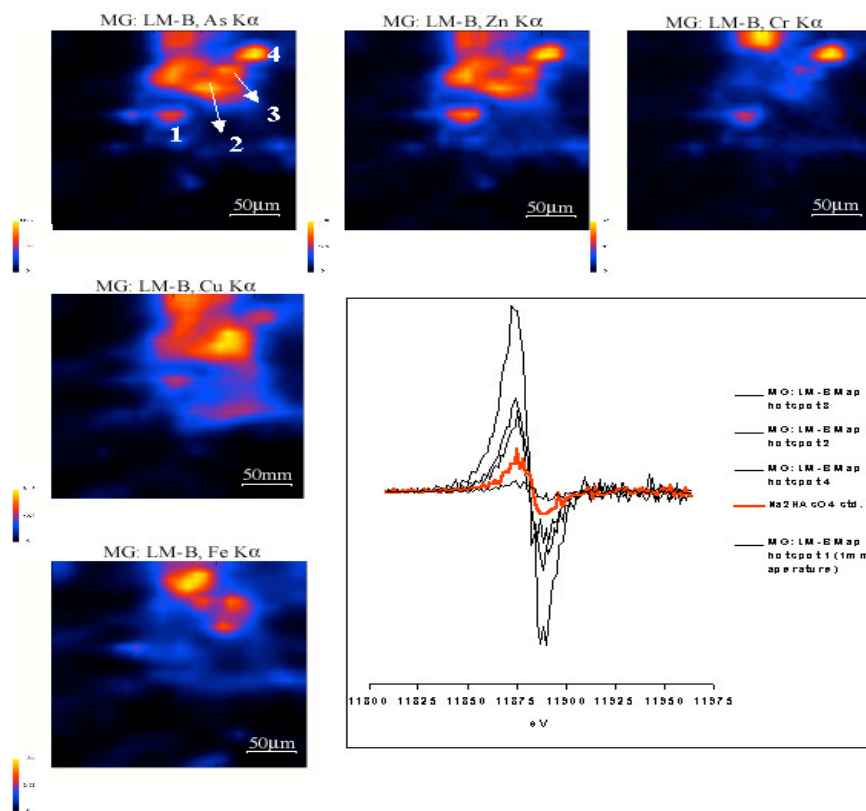 MG: LM-B, As Kα
MG: LM-B, Zn Kα
MG: LM-B, Cr Kα
4
3
1
2
50μm
50μm
50μm
MG: LM-B, Cu Kα
50mm
MG: LM-B, Fe Kα
50μm
MG: LM-B Map
hotspot3
MG: LM-B Map
hotspot2
MG: LM-B Map
hotspot4
Na2HAsO4 std.
MG: LM-B Map
hotspot1 (1mm
aperature)
11800 11825 11850 11875 11900 11925 11950 11975
eV